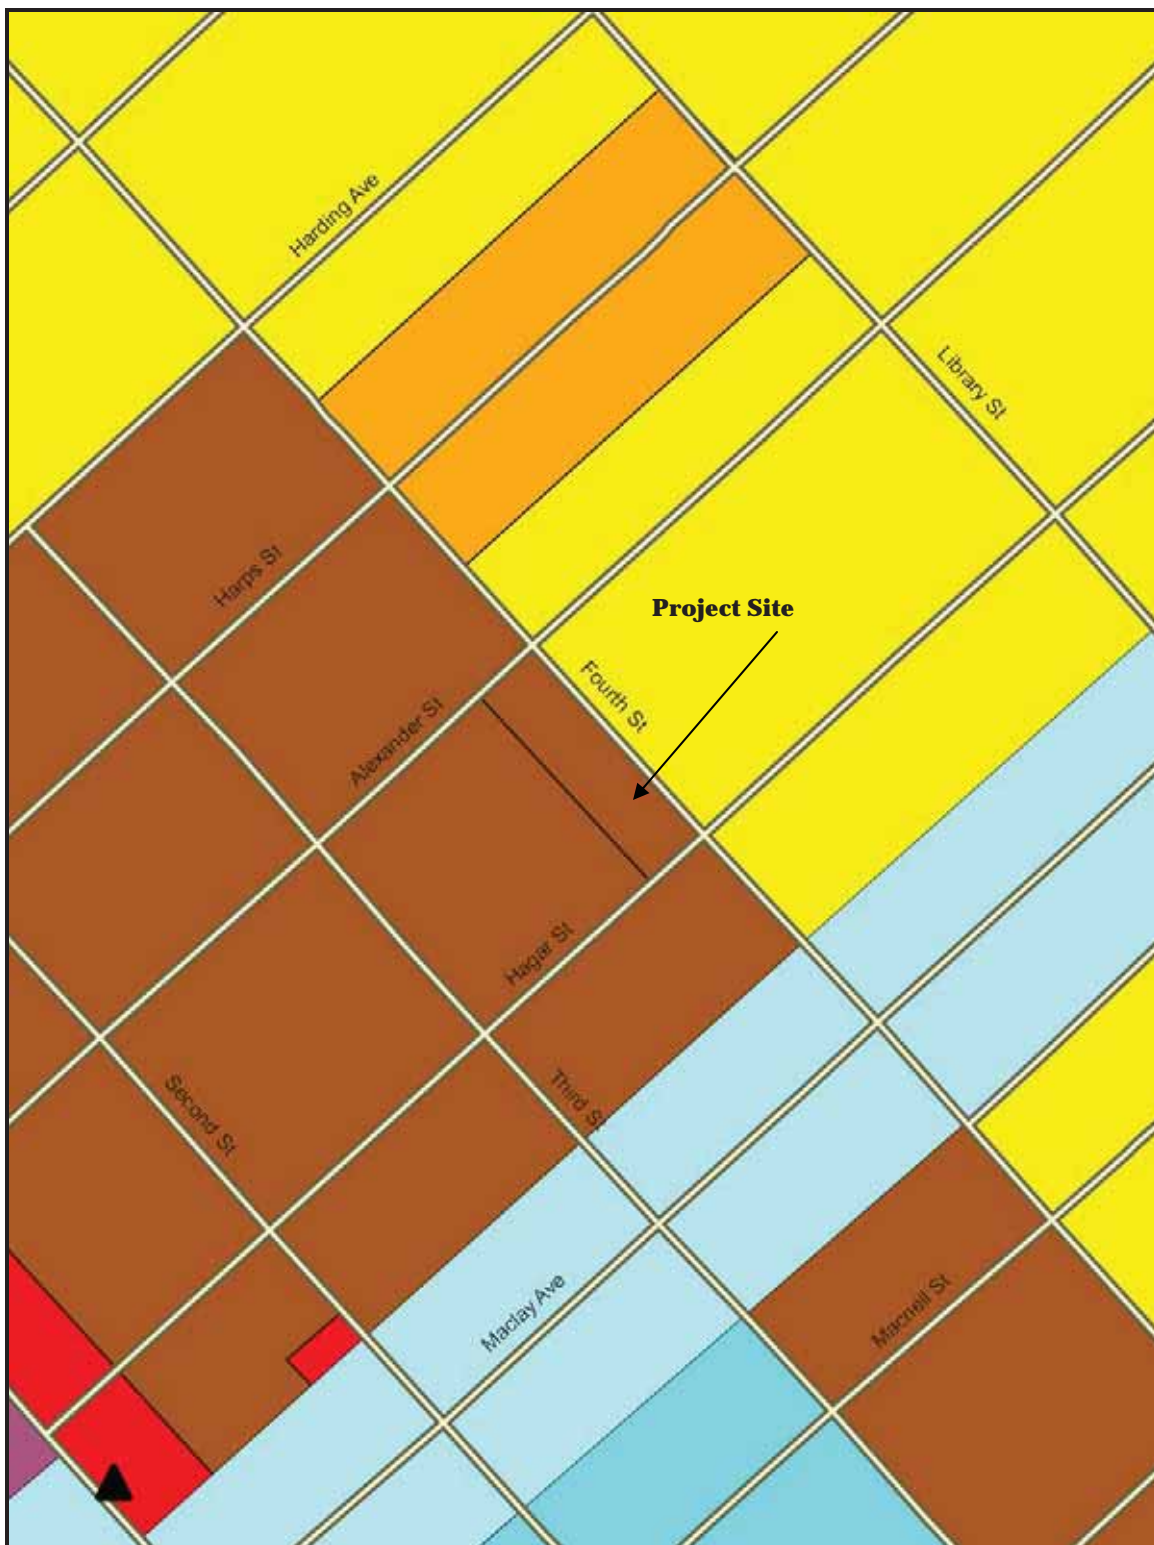 Harding Ave
Library St
Harps St
Project Site
Fourth St
Alexander St
Hagar St
Third St
Second St
Maclay Ave
Macneil St